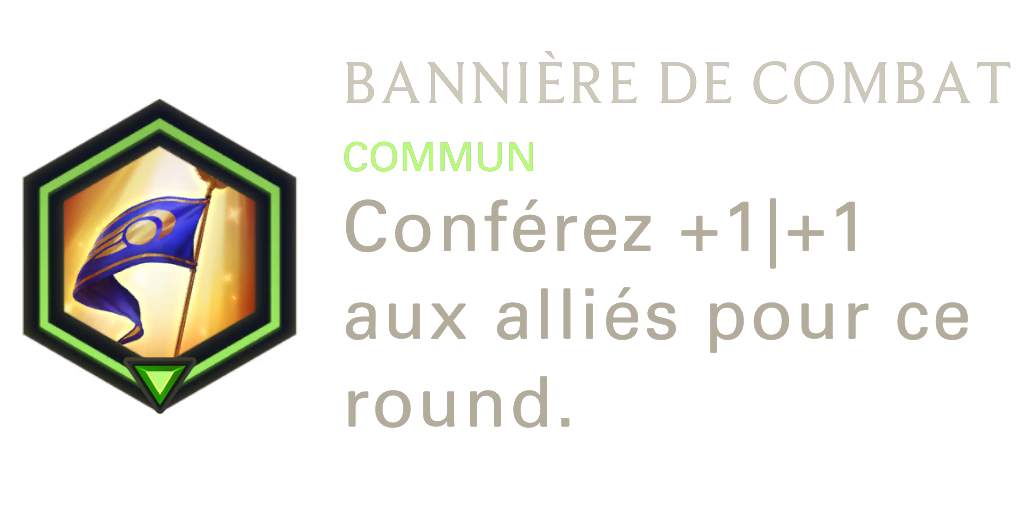 BANNIÈRE DE COMBAT
COMMUN
Conférez +1|+1
aux alliés pour ce
round.